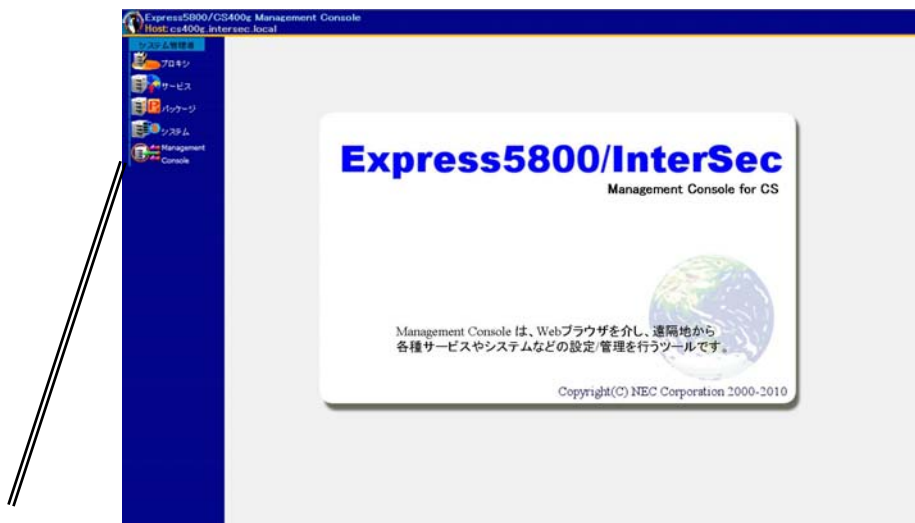 Express5800/CS400g Management Console
Host: cs400g.intersec.local
システム管理者
プロキシ
サービス
パッケージ
システム
Management
Console
Express5800/InterSec
Management Console for CS
Management Console は、Webブラウザを介し、遠隔地から
各種サービスやシステムなどの設定/管理を行うツールです。
Copyright(C) NEC Corporation 2000-2010